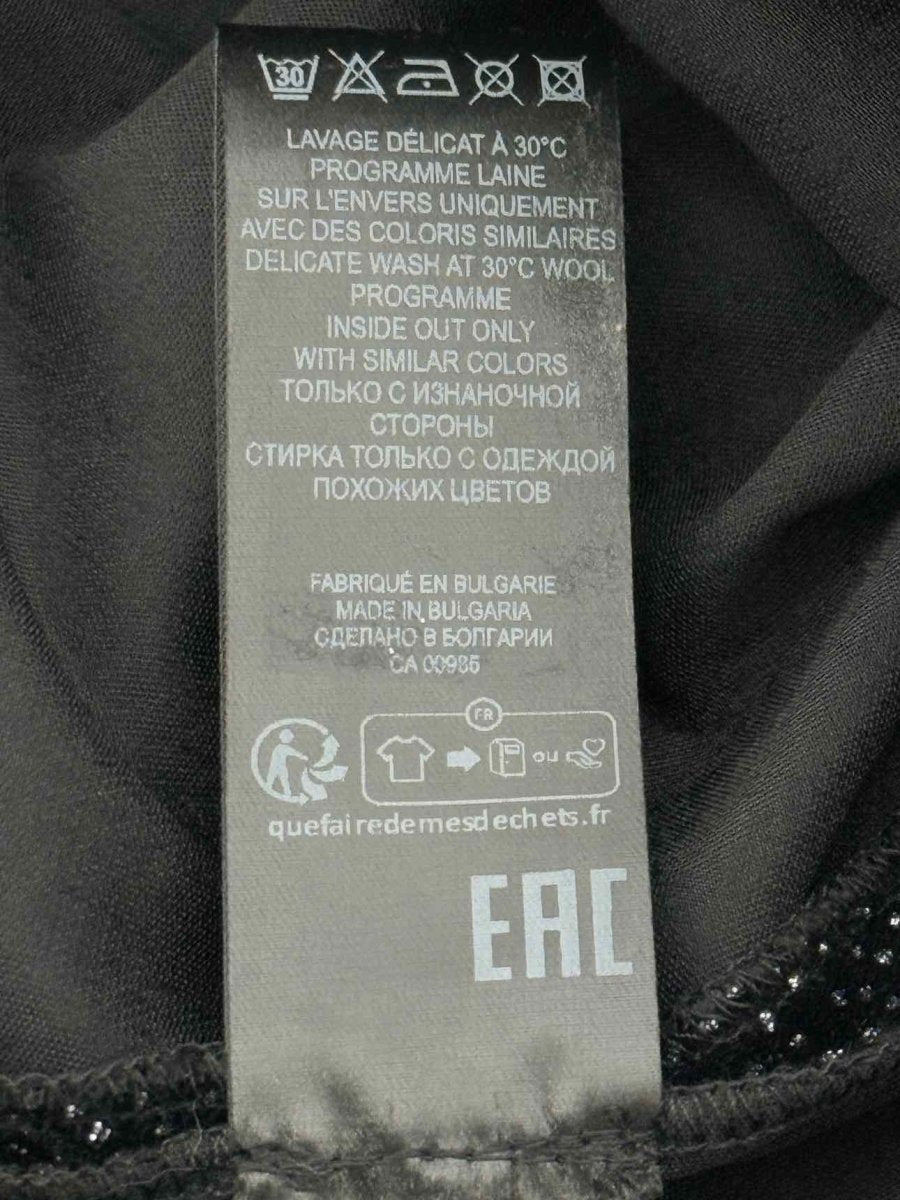 30
LAVAGE DÉLICAT À 30°C
PROGRAMME LAINE
SUR L'ENVERS UNIQUEMENT
AVEC DES COLORIS SIMILAIRES
DELICATE WASH AT 30°C WOOL
PROGRAMME
INSIDE OUT ONLY
WITH SIMILAR COLORS
ТОЛЬКО С ИЗНАНОЧНОЙ
СТОРОНЫ
СТИРКА ТОЛЬКО С ОДЕЖДОЙ
ПОХОЖИХ ЦВЕТОВ
FABRIQUÉ EN BULGARIE
MADE IN BULGARIA
СДЕЛАНО В БОЛГАРИИ
CA 00986
FR
ou
quefairedemesdechets.fr
EAC